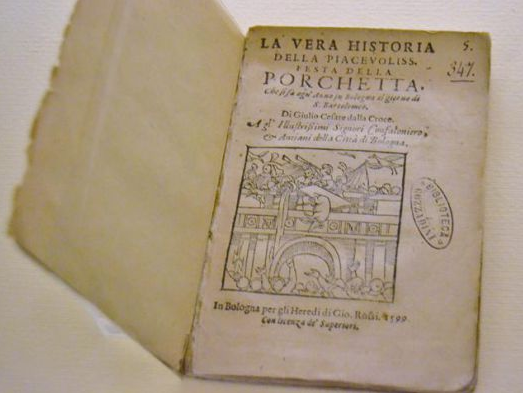 LA VERA HISTORIA
DELLA PIACEVOLISS.
FESTA DELLA
PORCHETTA.
Che si fà ogn' Anno in Bologna il giorno di
S. Bartolomeo.
Di Giulio Cesare dalla Croce.
A gl' Illustrissimi Signori Confaloniero,
& Antiani della Città di Bologna.
In Bologna per gli Heredi di Gio. Rossi. 1599
Con licenza de' Superiori.
5.
347.
BIBLIOTECA